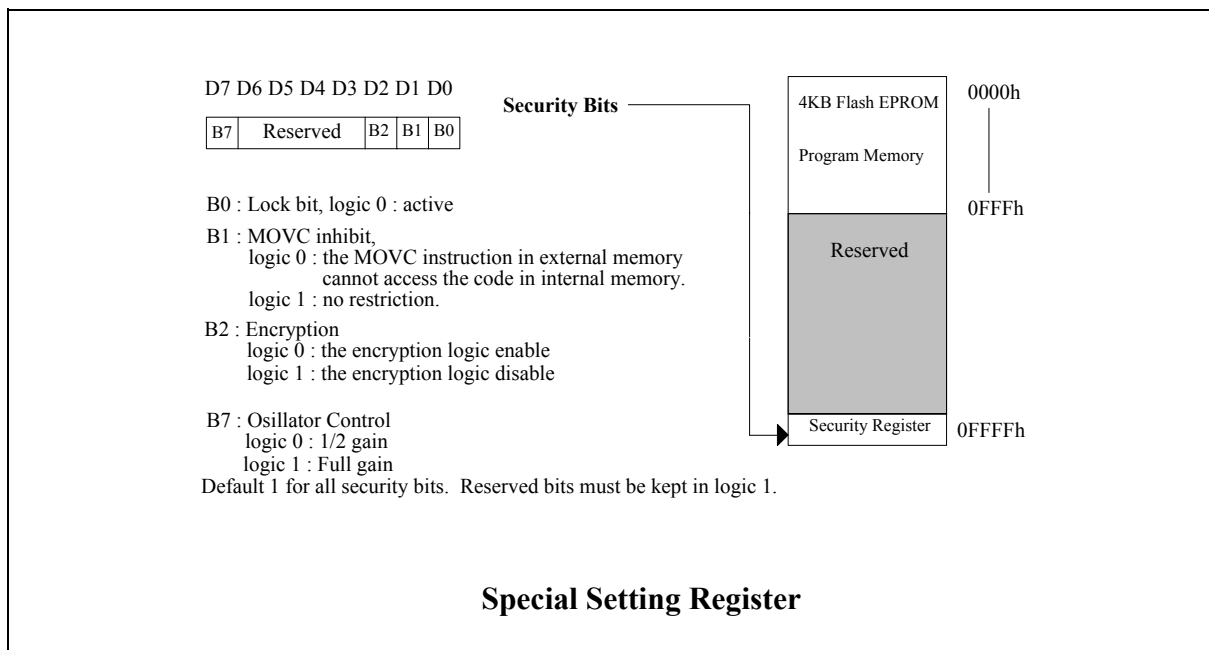 D7 D6 D5 D4 D3 D2 D1 D0
B7 Reserved B2 B1 B0
Security Bits
B0 : Lock bit, logic 0 : active
B1 : MOVC inhibit,
logic 0 : the MOVC instruction in external memory
cannot access the code in internal memory.
logic 1 : no restriction.
B2 : Encryption
logic 0 : the encryption logic enable
logic 1 : the encryption logic disable
B7 : Osillator Control
logic 0 : 1/2 gain
logic 1 : Full gain
Default 1 for all security bits. Reserved bits must be kept in logic 1.
4KB Flash EPROM
Program Memory
0000h
0FFFh
Reserved
Security Register
0FFFFh
Special Setting Register